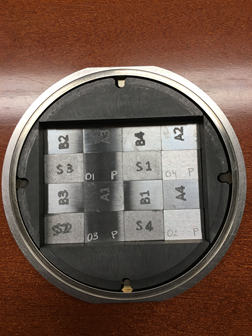 B2 A3 B4 A2
S3 01 P S1 04 P
B3 A1 B1 A4
S2 03 P S4 02 P